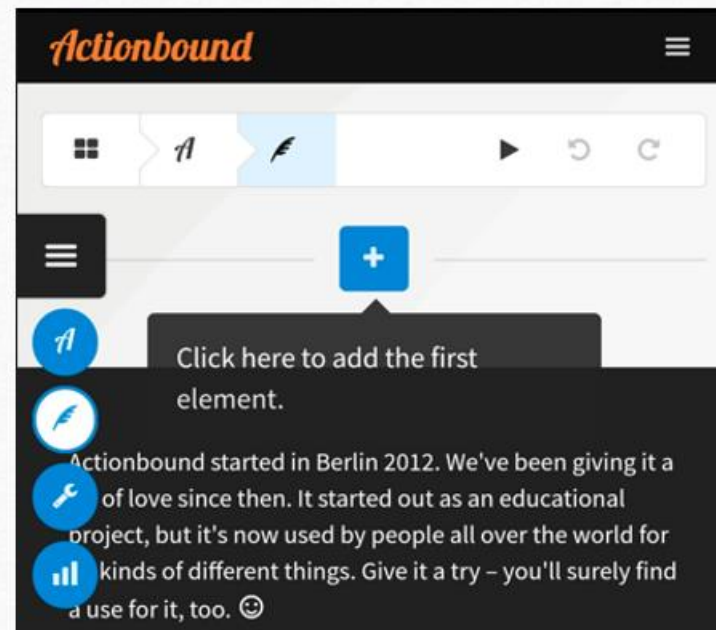 Actionbound
A
Click here to add the first
element.
A
Actionbound started in Berlin 2012. We've been giving it a
of love since then. It started out as an educational
project, but it's now used by people all over the world for
kinds of different things. Give it a try – you'll surely find
a use for it, too. ☺